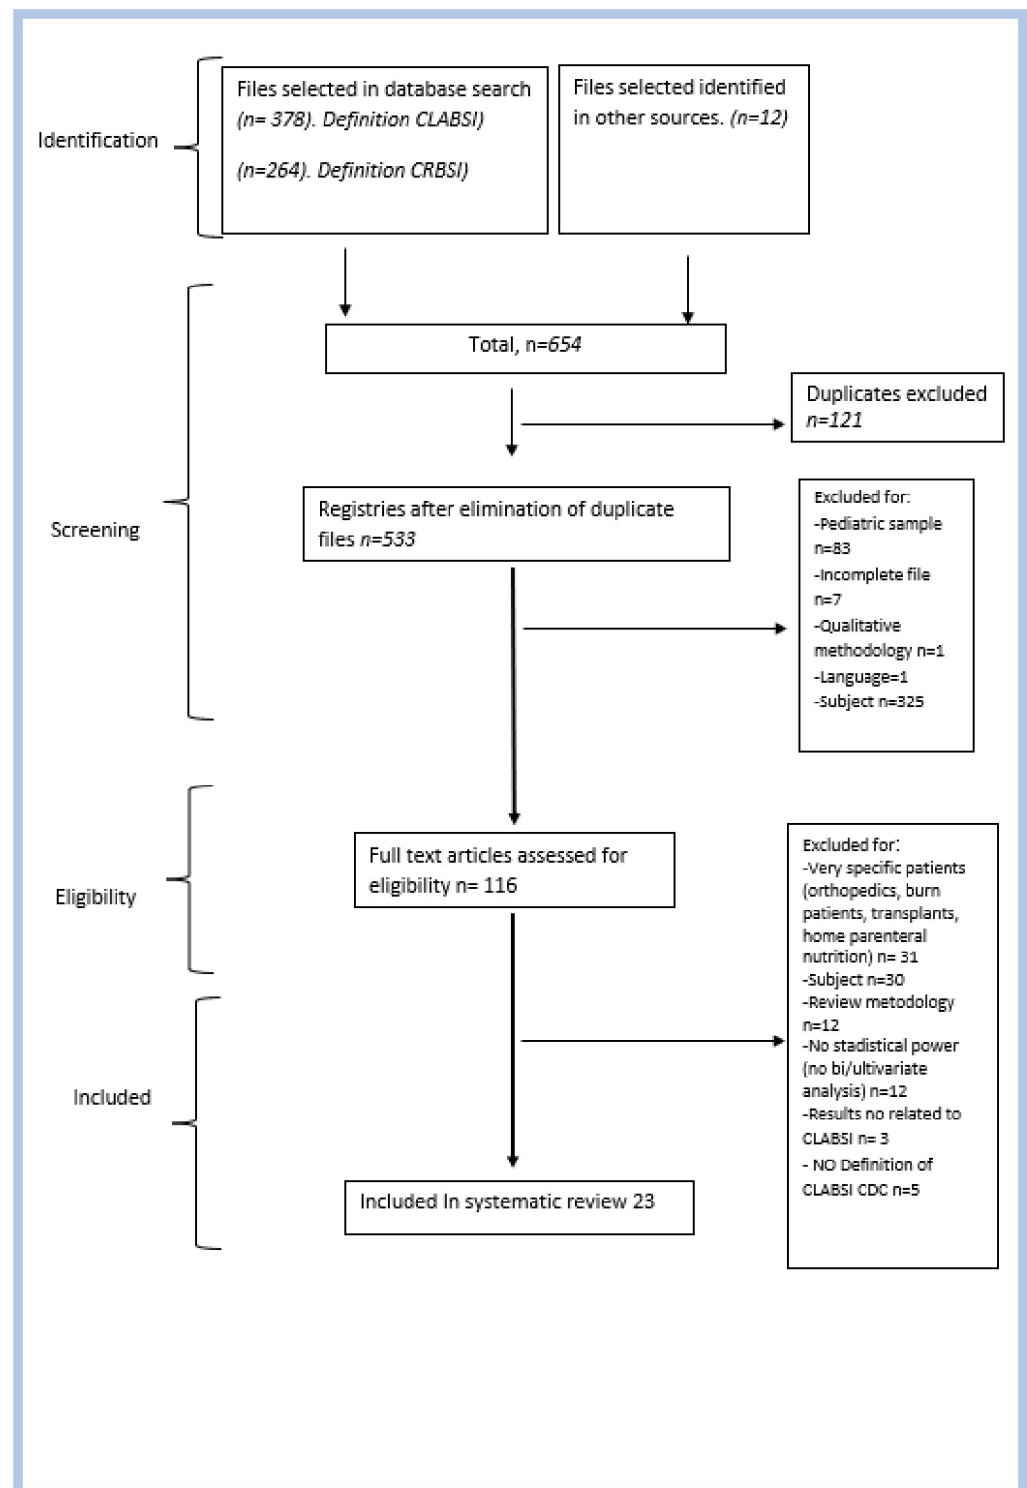 Identification
Files selected in database search
(n= 378). Definition CLABSI)
(n=264). Definition CRBSI)
Files selected identified
in other sources. (n=12)
Screening
Total, n=654
Duplicates excluded
n=121
Registries after elimination of duplicate
files n=533
Excluded for:
-Pediatric sample
n=83
-Incomplete file
n=7
-Qualitative
methodology n=1
-Language=1
-Subject n=325
Eligibility
Full text articles assessed for
eligibility n= 116
Excluded for:
-Very specific patients
(orthopedics, burn
patients, transplants,
home parenteral
nutrition) n= 31
-Subject n=30
-Review metodology
n=12
-No stadistical power
(no bi/ultivariate
analysis) n=12
-Results no related to
CLABSI n= 3
- NO Definition of
CLABSI CDC n=5
Included
Included In systematic review 23